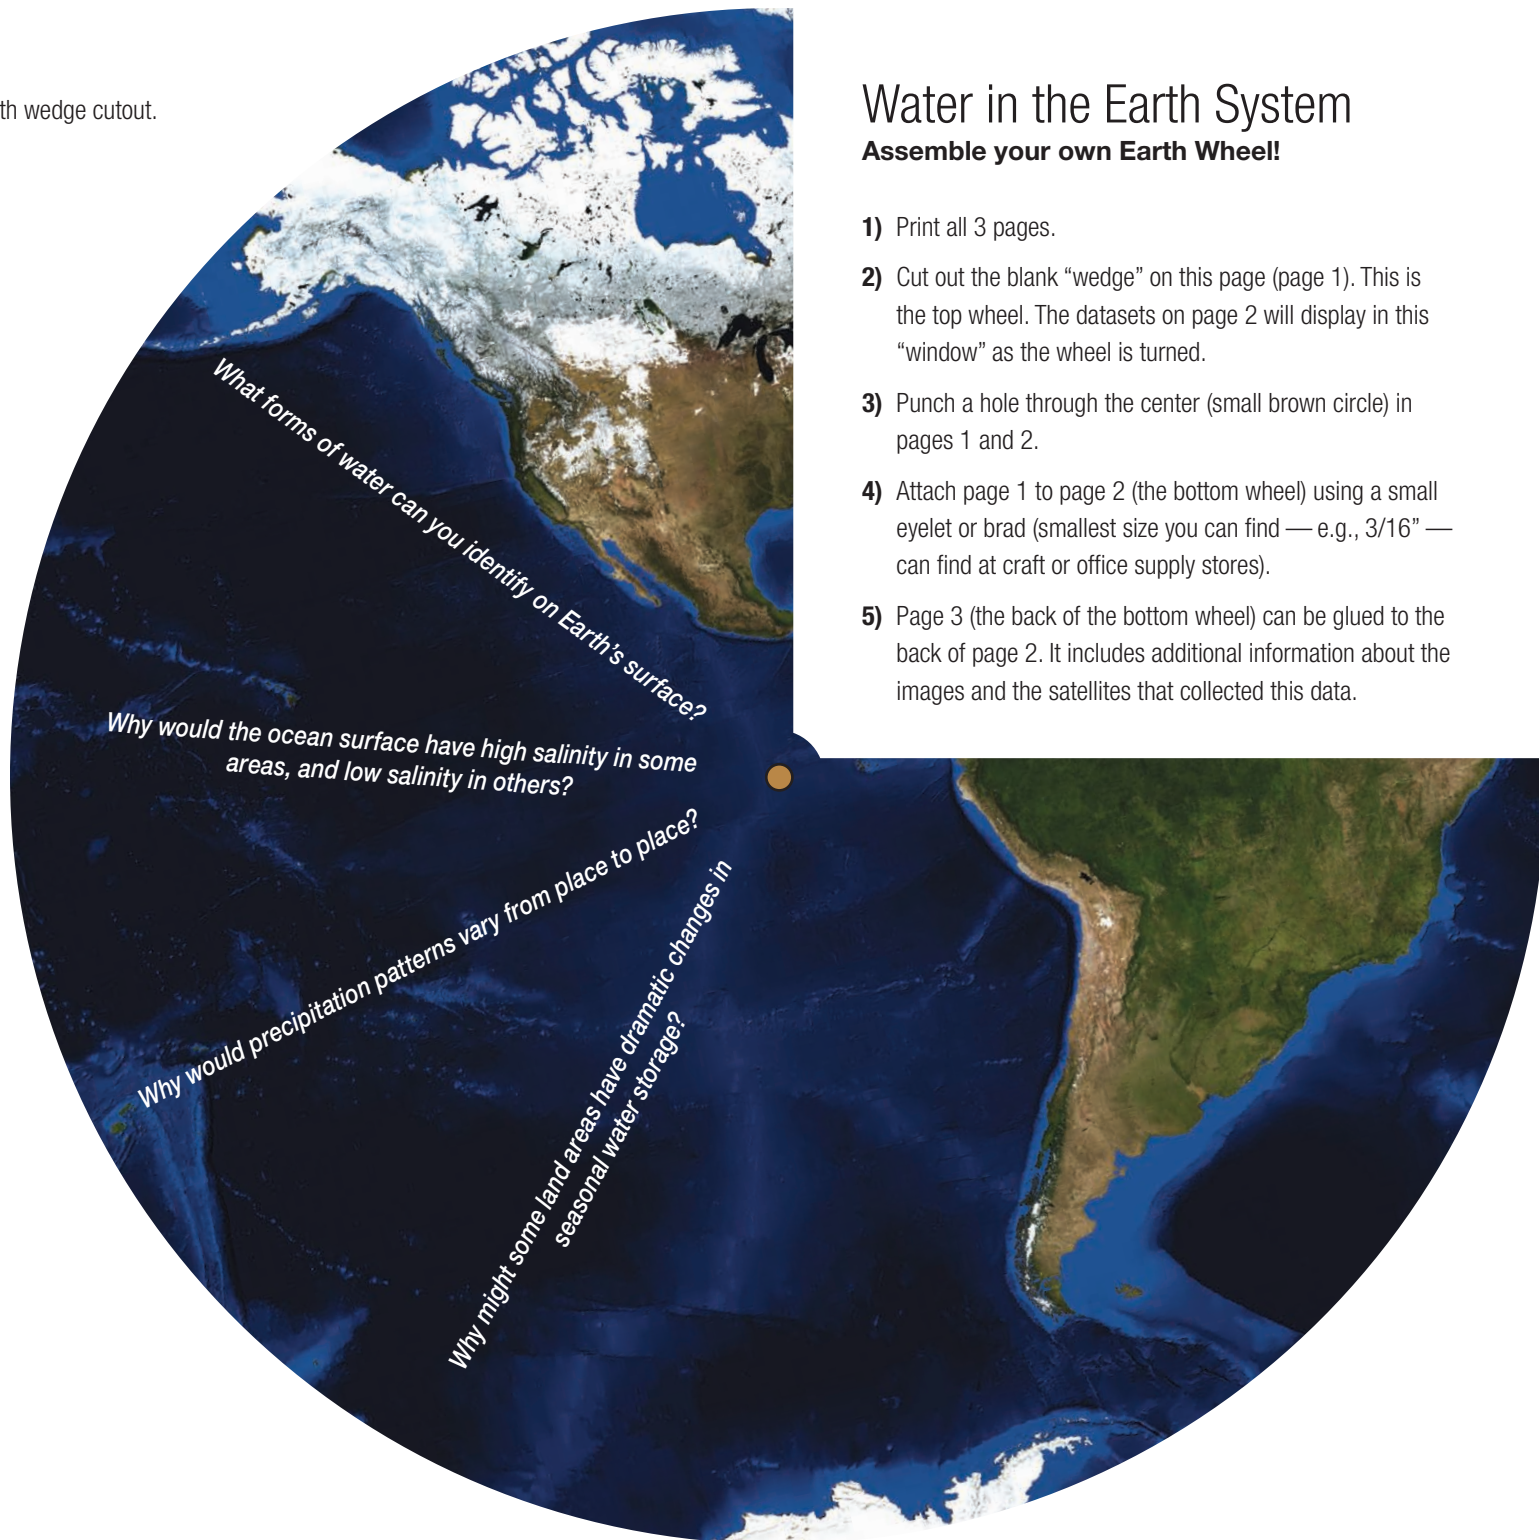 th wedge cutout.
Water in the Earth System
Assemble your own Earth Wheel!
1) Print all 3 pages.
2) Cut out the blank “wedge” on this page (page 1). This is
the top wheel. The datasets on page 2 will display in this
“window” as the wheel is turned.
3) Punch a hole through the center (small brown circle) in
pages 1 and 2.
4) Attach page 1 to page 2 (the bottom wheel) using a small
eyelet or brad (smallest size you can find — e.g., 3/16” —
can find at craft or office supply stores).
5) Page 3 (the back of the bottom wheel) can be glued to the
back of page 2. It includes additional information about the
images and the satellites that collected this data.
What forms of water can you identify on Earth’s surface?
Why would the ocean surface have high salinity in some
areas, and low salinity in others?
Why would precipitation patterns vary from place to place?
Why might some land areas have dramatic changes in
seasonal water storage?